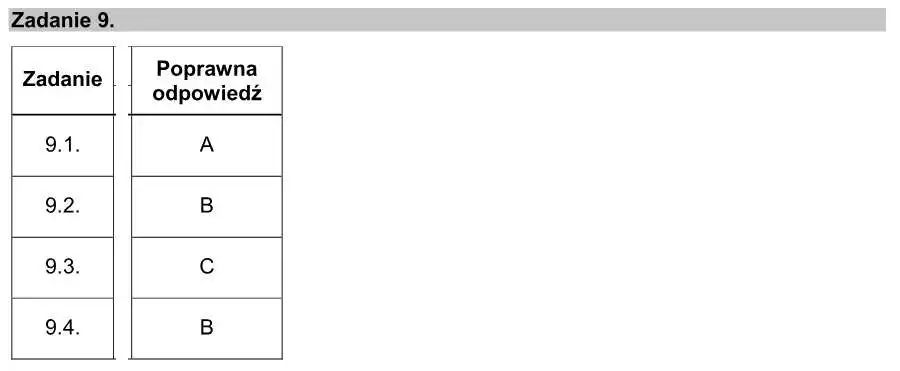 Zadanie 9.
Zadanie
Poprawna
odpowiedź
9.1. A
9.2. B
9.3. C
9.4. B